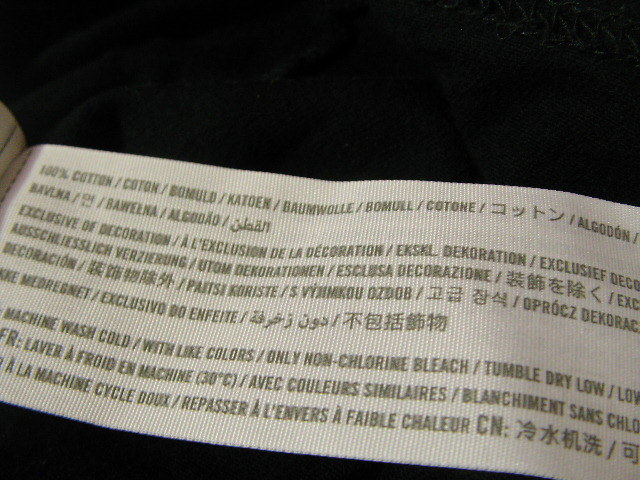 100% COTTON / COTON / BOMULD / KATOEN / BAUMWOLLE / BOMULL / COTONE / コットン / ALGODÓN /
BAVLNA / 면 / BAWEŁNA / ALGODÃO / القطن
EXCLUSIVE OF DECORATION / À L'EXCLUSION DE LA DÉCORATION / EKSKL. DEKORATION / EXCLUSIEF DECO
AUSSCHLIESSLICH VERZIERUNG / UTOM DEKORATIONEN / ESCLUSA DECORAZIONE / 装飾を除く / EXC
DECORACIÓN / 裝飾物除外 / PAITSI KORISTE / S VÝJIMKOU OZDOB / 고급 장식 / OPRÓCZ DEKORAC
KRE MEDREGNET / EXCLUSIVO DO ENFEITE / دون زخرفة / 不包括飾物
MACHINE WASH COLD / WITH LIKE COLORS / ONLY NON-CHLORINE BLEACH / TUMBLE DRY LOW / LOW
FR: LAVER À FROID EN MACHINE (30°C) / AVEC COULEURS SIMILAIRES / BLANCHIMENT SANS CHLO
R À LA MACHINE CYCLE DOUX / REPASSER À L'ENVERS À FAIBLE CHALEUR CN: 冷水机洗 / 可